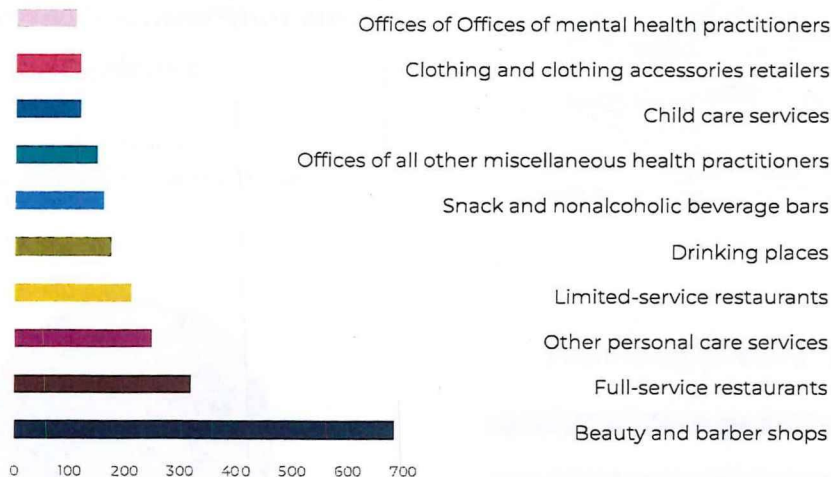 Offices of Offices of mental health practitioners
Clothing and clothing accessories retailers
Child care services
Offices of all other miscellaneous health practitioners
Snack and nonalcoholic beverage bars
Drinking places
Limited-service restaurants
Other personal care services
Full-service restaurants
Beauty and barber shops
0 100 200 300 400 500 600 700